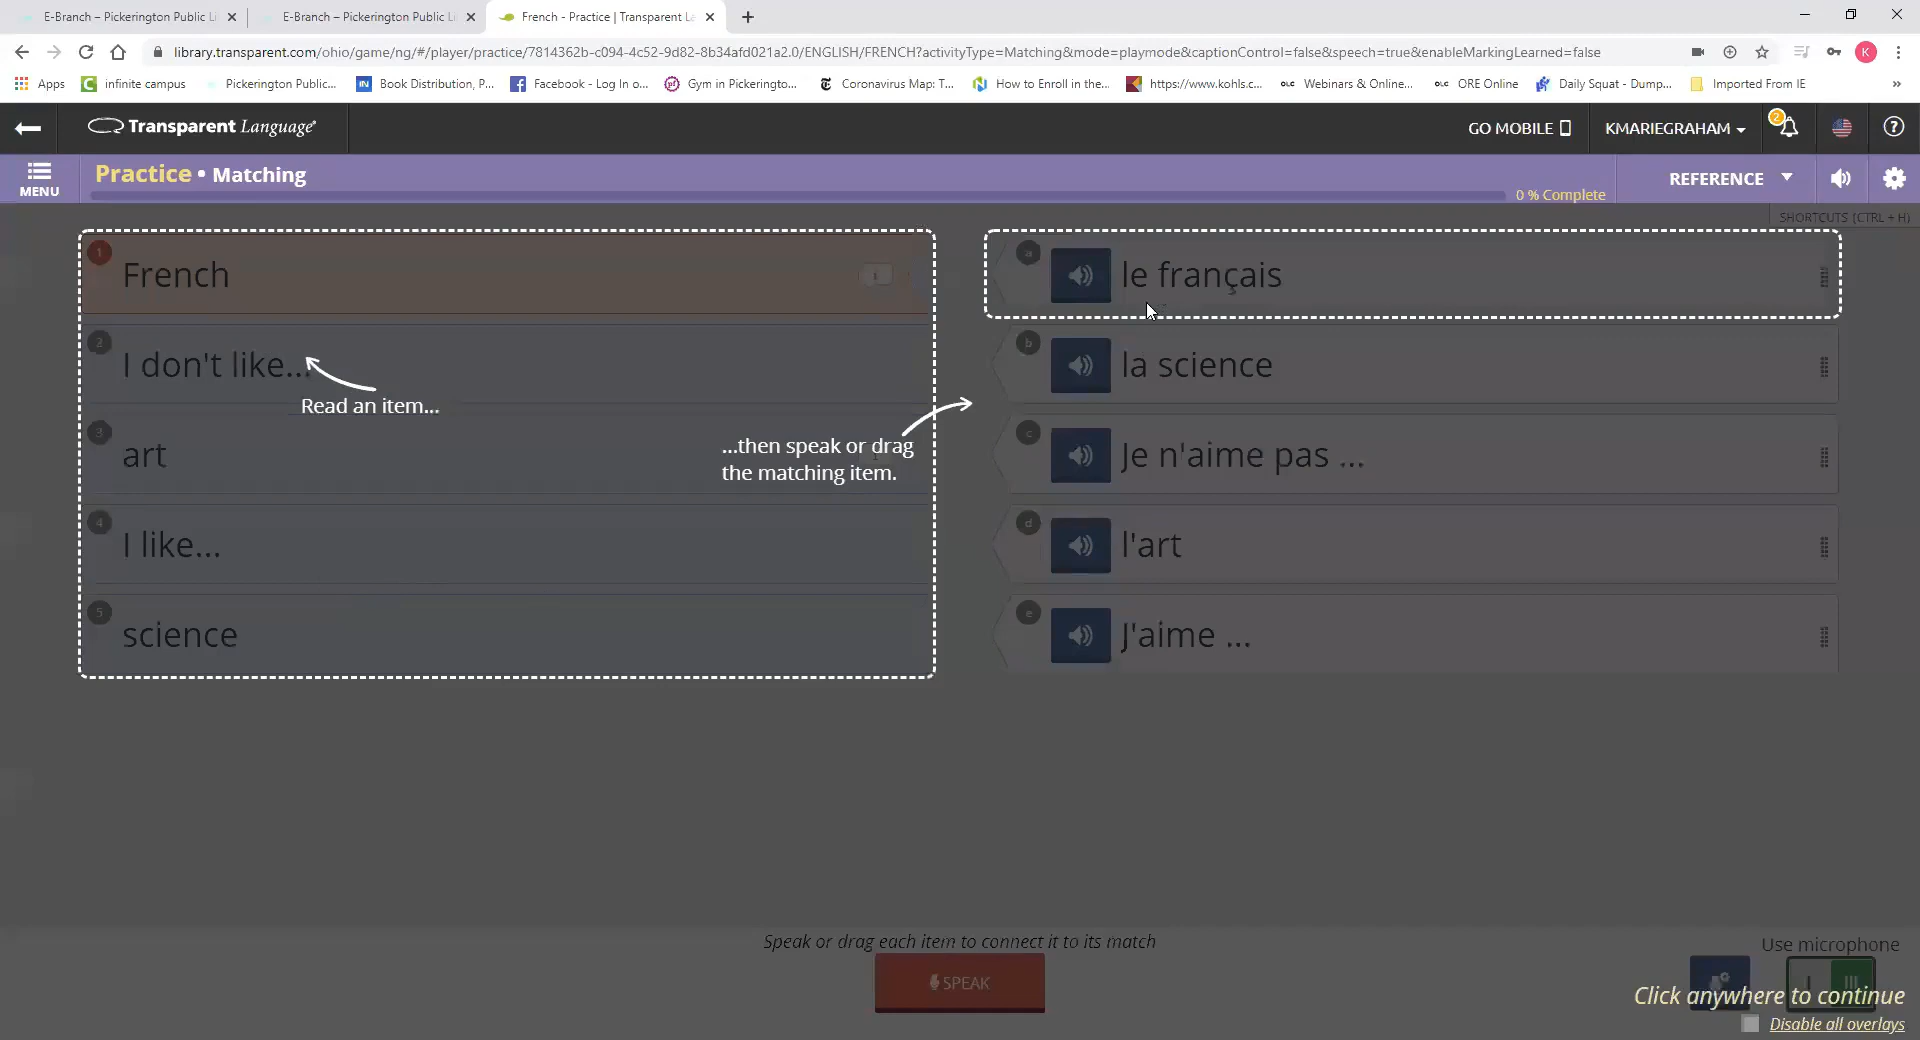 E-Branch – Pickerington Public Li
E-Branch – Pickerington Public Li
French - Practice | Transparent La
library.transparent.com/ohio/game/ng/#/player/practice/7814362b-c094-4c52-9d82-8b34afd021a2.0/ENGLISH/FRENCH?activityType=Matching&mode=playmode&captionControl=false&speech=true&enableMarkingLearned=false
K
Apps
infinite campus
Pickerington Public...
Book Distribution, P...
Facebook - Log In o...
Gym in Pickeringto...
Coronavirus Map: T...
How to Enroll in the...
https://www.kohls.c...
Webinars & Online...
ORE Online
Daily Squat - Dump...
Imported From IE
Transparent Language
GO MOBILE
KMARIEGRAHAM
2
MENU
Practice • Matching
0 % Complete
REFERENCE
SHORTCUTS (CTRL + H)
1
French
a
le français
2
I don't like...
b
la science
Read an item...
3
art
...then speak or drag
the matching item.
c
Je n'aime pas ...
4
I like...
d
l'art
5
science
e
J'aime ...
Speak or drag each item to connect it to its match
SPEAK
Use microphone
Click anywhere to continue
Disable all overlays